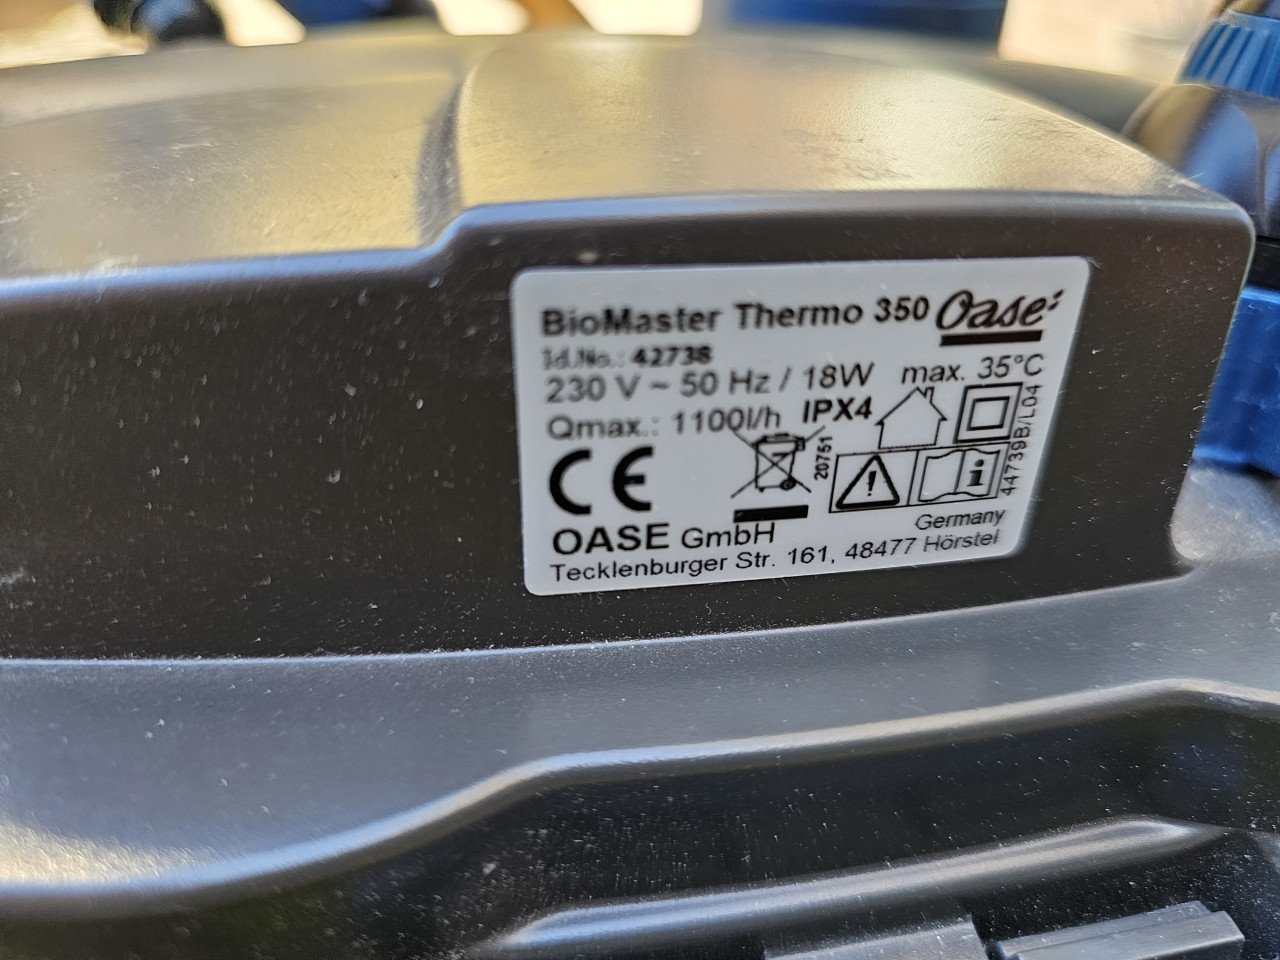 BioMaster Thermo 350 Oase
Id.No.: 42738
230 V ~ 50 Hz / 18W max. 35°C
Qmax.: 1100l/h IPX4
CE
20751
44739B/L04
OASE GmbH
Germany
Tecklenburger Str. 161, 48477 Hörstel